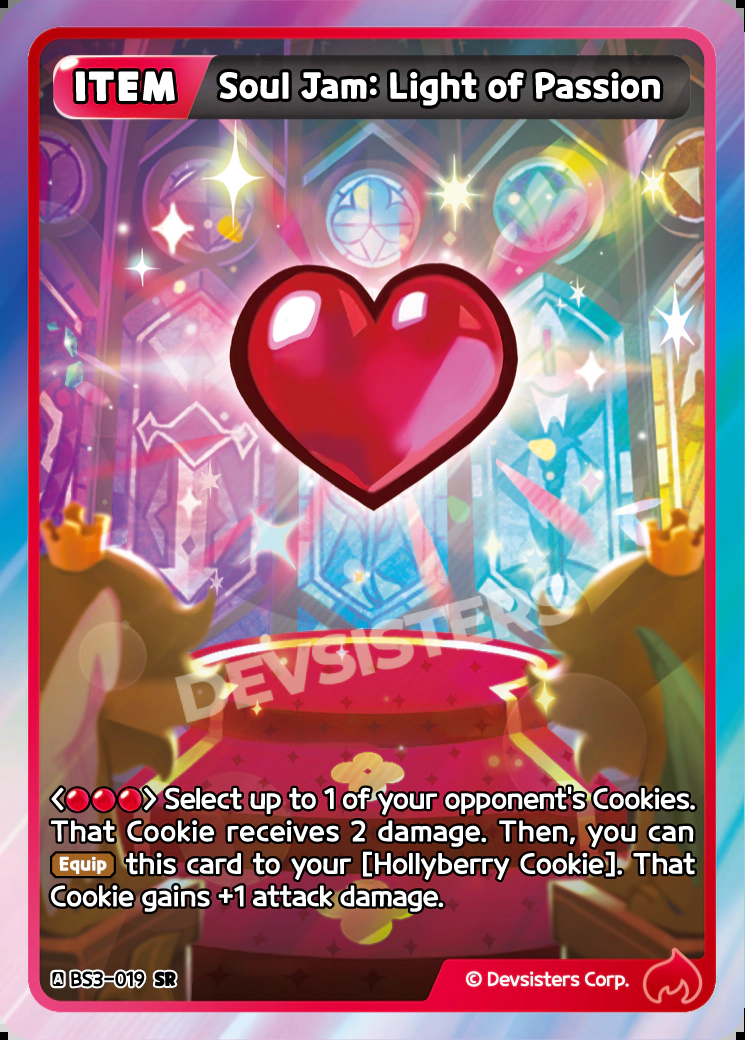 ITEM Soul Jam: Light of Passion
DEVSISTERS
<🔴🔴🔴> Select up to 1 of your opponent's Cookies.
That Cookie receives 2 damage. Then, you can
Equip this card to your [Hollyberry Cookie]. That
Cookie gains +1 attack damage.
A BS3-019 SR © Devsisters Corp.